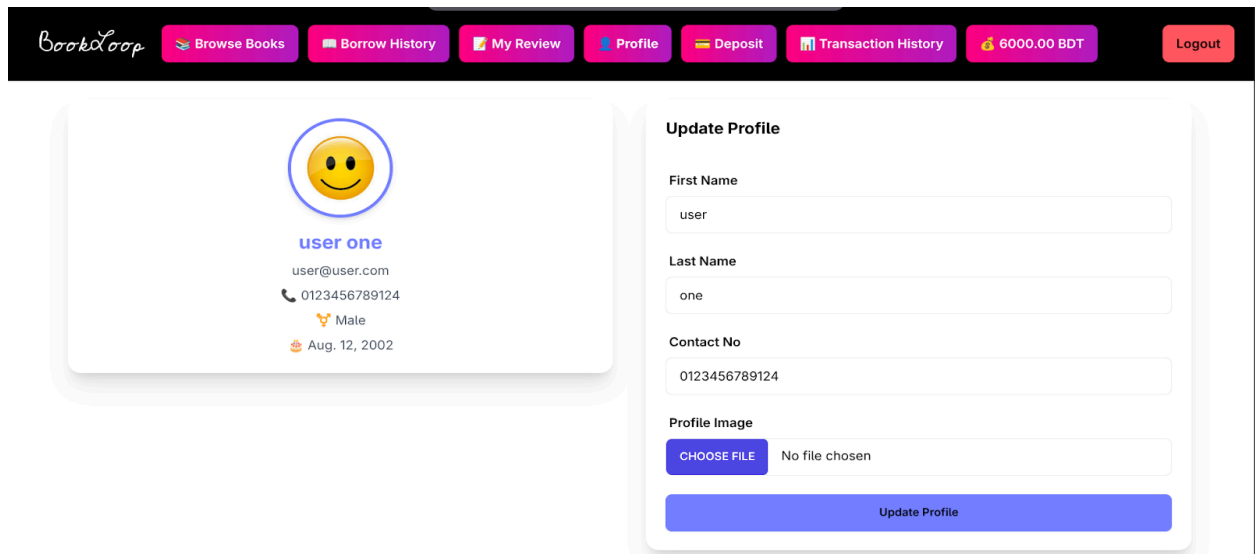 BookLoop
📚 Browse Books
📖 Borrow History
📝 My Review
👤 Profile
💳 Deposit
📊 Transaction History
💰 6000.00 BDT
Logout
user one
user@user.com
📞 0123456789124
⚧ Male
🎂 Aug. 12, 2002
Update Profile
First Name
user
Last Name
one
Contact No
0123456789124
Profile Image
CHOOSE FILE No file chosen
Update Profile